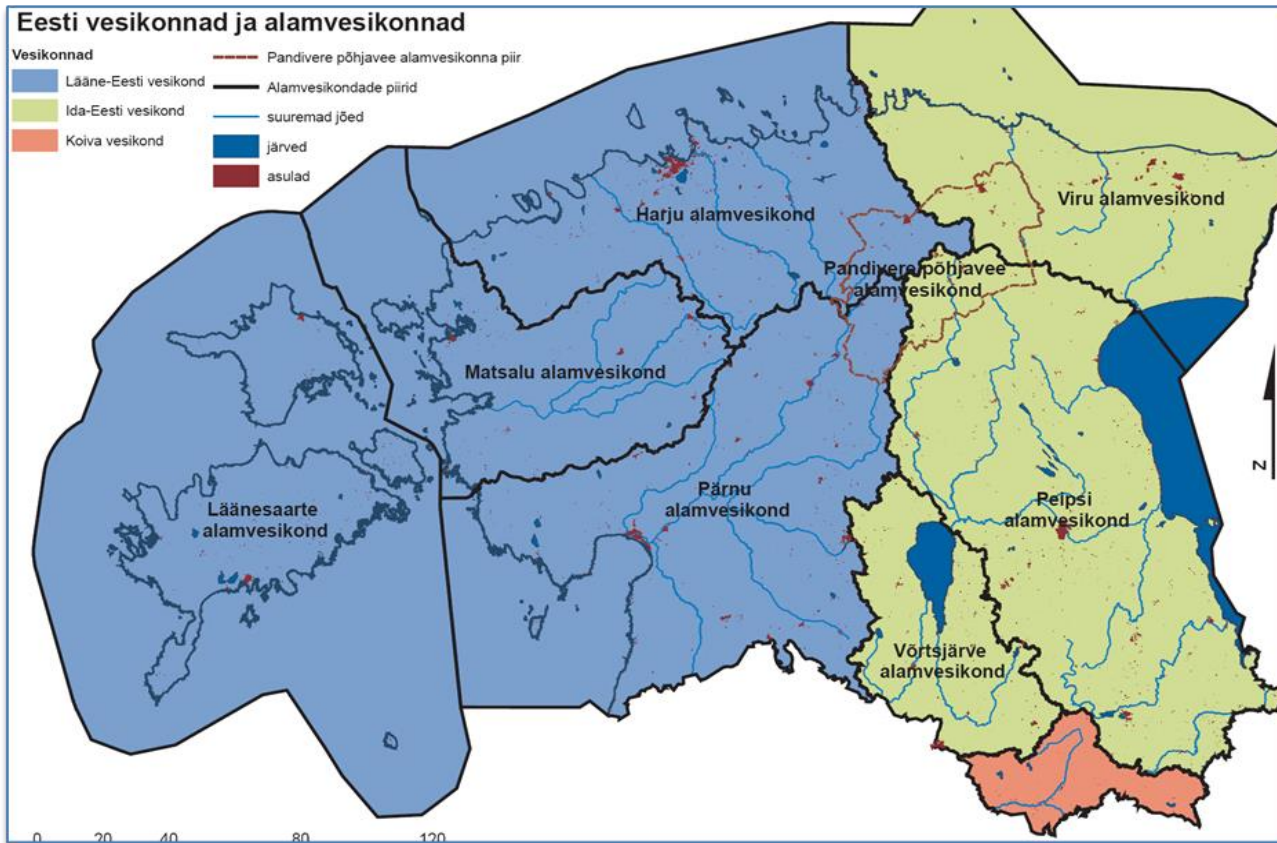 Eesti vesikonnad ja alamvesikonnad
Vesikonnad
Lääne-Eesti vesikond
Ida-Eesti vesikond
Koiva vesikond
Pandivere põhjavee alamvesikonna piir
Alamvesikondade piirid
suuremad jõed
järved
asulad
Harju alamvesikond
Viru alamvesikond
Pandivere põhjavee
alamvesikond
Matsalu alamvesikond
Läänesaarte
alamvesikond
Pärnu
alamvesikond
Peipsi
alamvesikond
Võrtsjärve
alamvesikond
N
0 20 40 80 120